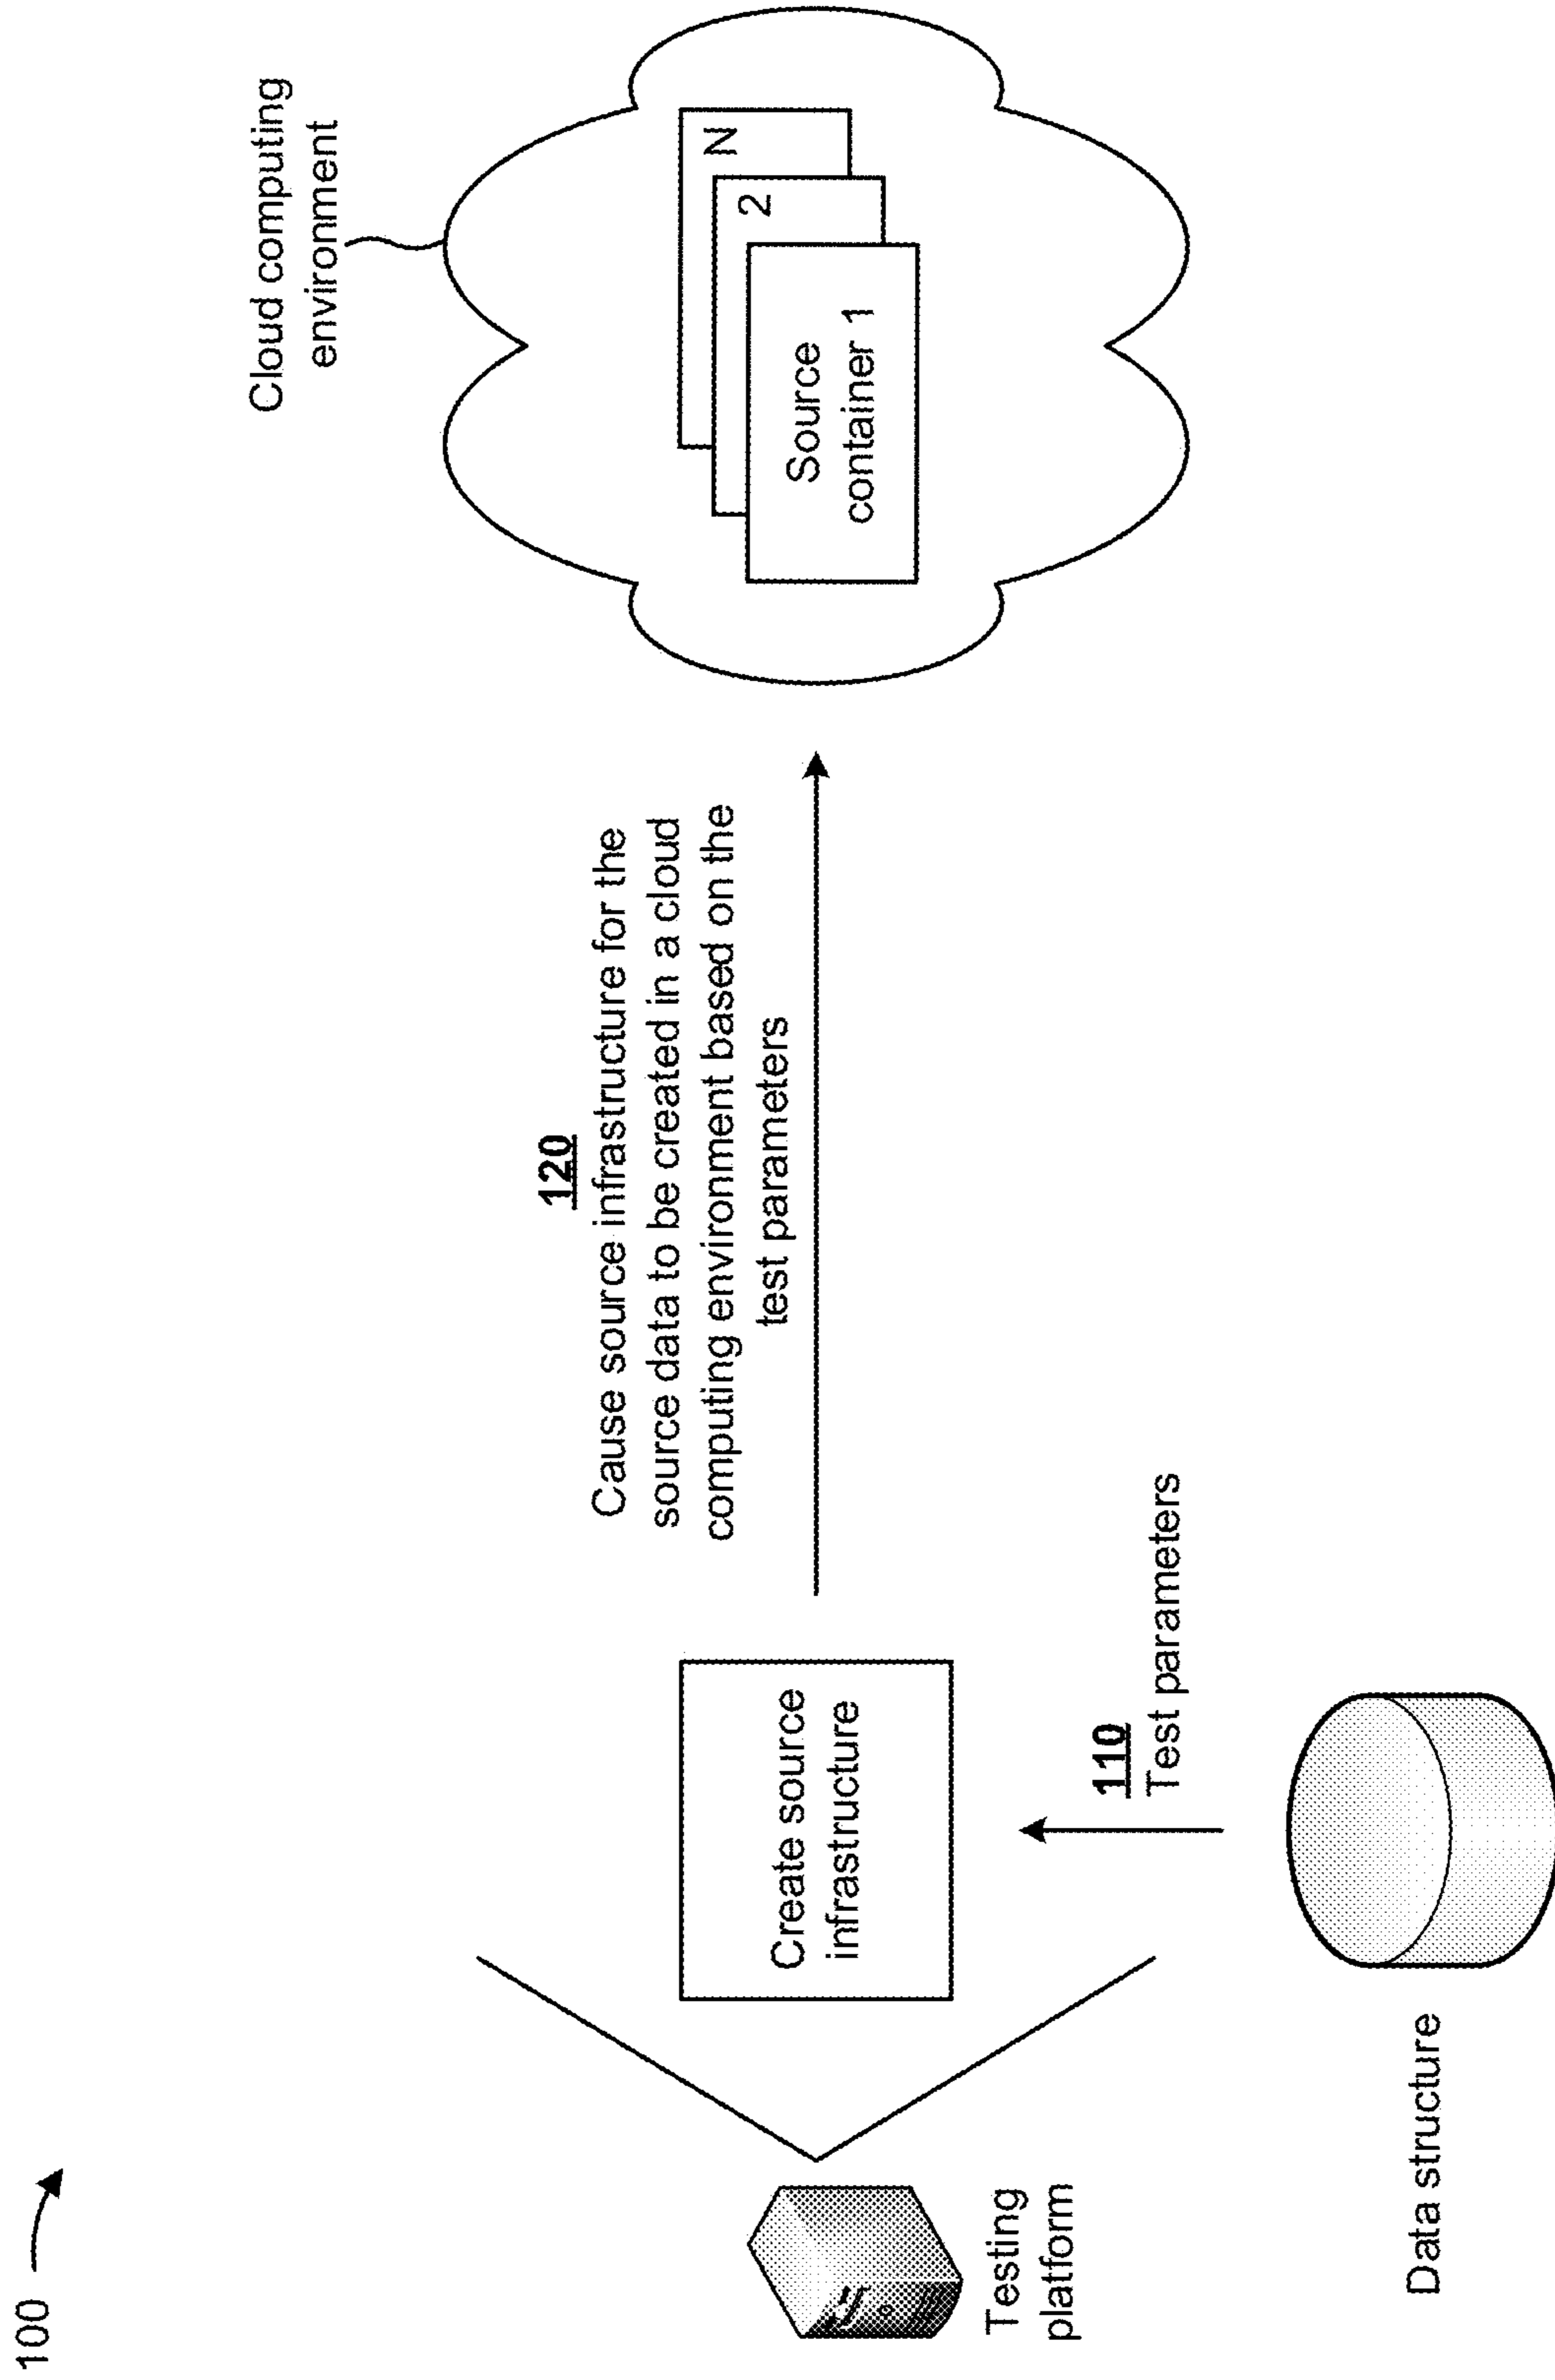 100
Cloud computing
environment
120
Cause source infrastructure for the
source data to be created in a cloud
computing environment based on the
test parameters
N
2
Source
container 1
Create source
infrastructure
Testing
platform
110
Test parameters
Data structure